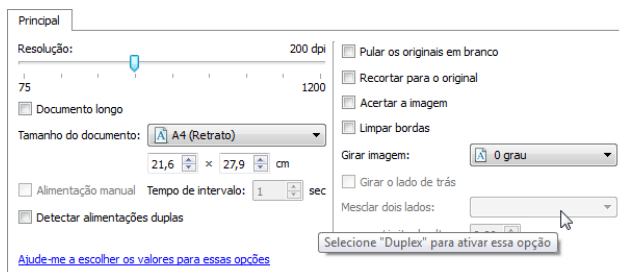 Principal
Resolução: 200 dpi
75 1200
Documento longo
Tamanho do documento: A4 (Retrato)
21,6 × 27,9 cm
Alimentação manual Tempo de intervalo: 1 sec
Detectar alimentações duplas
Ajude-me a escolher os valores para essas opções
Pular os originais em branco
Recortar para o original
Acertar a imagem
Limpar bordas
Girar imagem: 0 grau
Girar o lado de trás
Mesclar dois lados:
Selecione "Duplex" para ativar essa opção